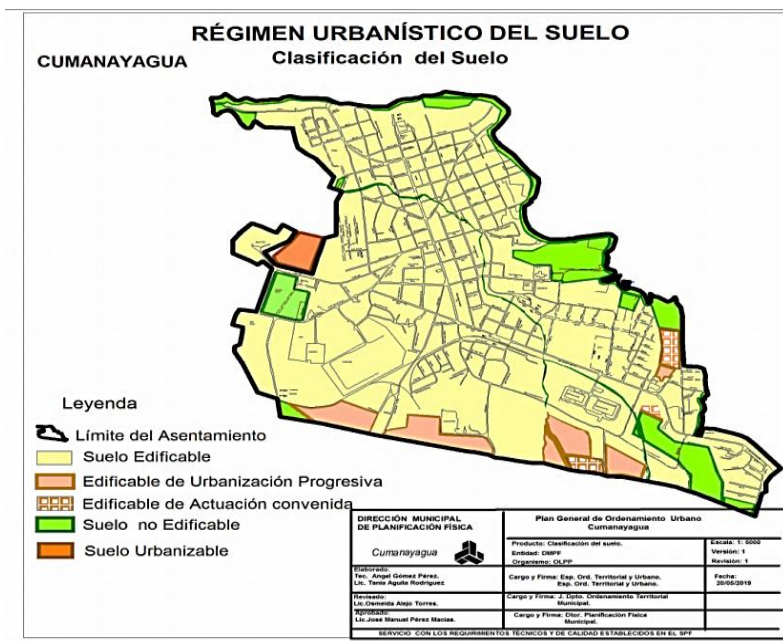 RÉGIMEN URBANÍSTICO DEL SUELO
CUMANAYAGUA
Clasificación del Suelo
Leyenda
Límite del Asentamiento
Suelo Edificable
Edificable de Urbanización Progresiva
Edificable de Actuación convenida
Suelo no Edificable
Suelo Urbanizable
DIRECCIÓN MUNICIPAL
DE PLANIFICACIÓN FÍSICA
Cumanayagua
Plan General de Ordenamiento Urbano
Cumanayagua
Producto: Clasificación del suelo.
Entidad: DMPF
Organismo: OLPP
Escala: 1: 5000
Versión: 1
Revisión: 1
Elaborado:
Tec. Angel Gómez Pérez.
Lic. Tania Aguila Rodríguez
Cargo y Firma: Esp. Ord. Territorial y Urbano.
Esp. Ord. Territorial y Urbano.
Fecha:
20/05/2019
Revisado:
Lic.Osmeida Alejo Torres.
Cargo y Firma: J. Dpto. Ordenamiento Territorial
Municipal.
Aprobado:
Lic.José Manuel Pérez Macías.
Cargo y Firma: Dtor. Planificación Física
Municipal.
SERVICIO CON LOS REQUIRIMIENTOS TÉCNICOS Y DE CALIDAD ESTABLECIDOS EN EL SPF